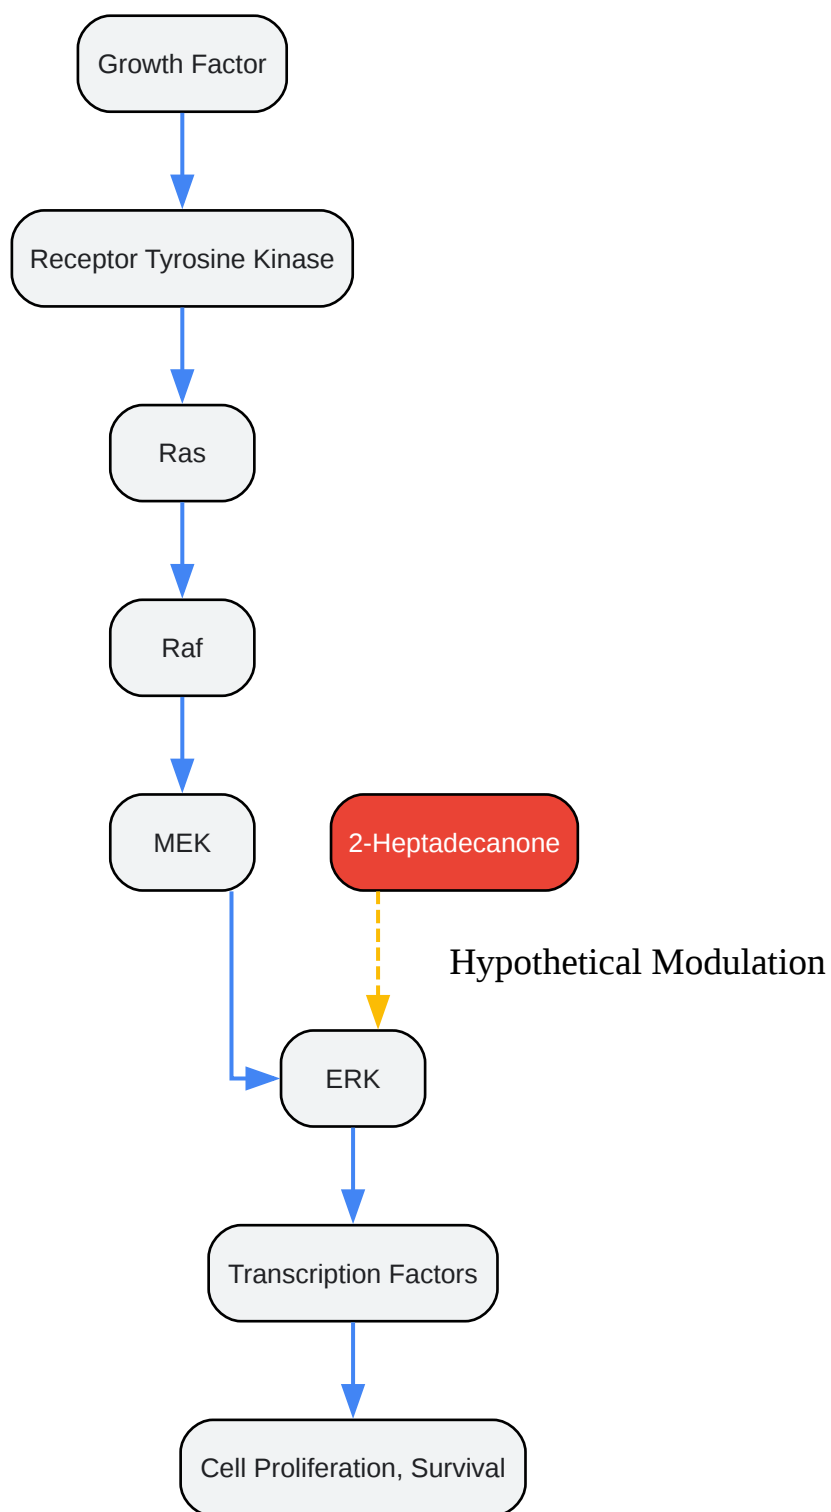 Growth Factor
Receptor Tyrosine Kinase
Ras
Raf
MEK
2-Heptadecanone
Hypothetical Modulation
ERK
Transcription Factors
Cell Proliferation, Survival